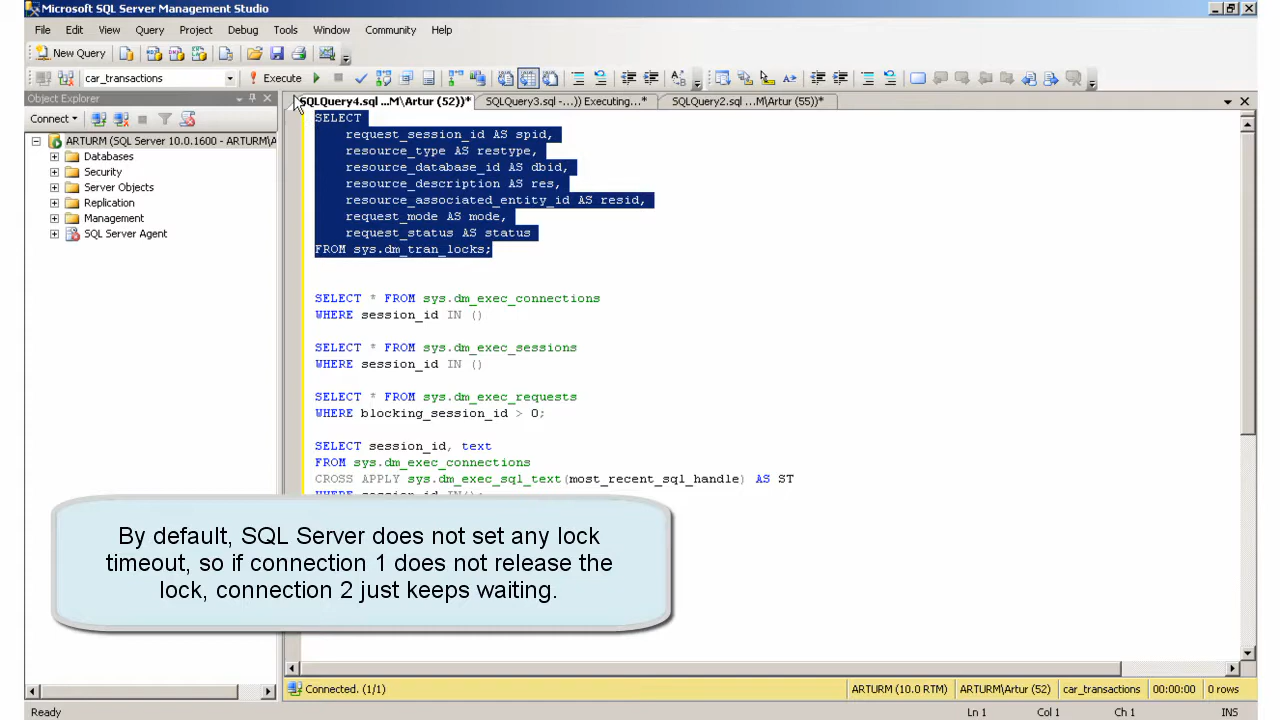 Microsoft SQL Server Management Studio
File Edit View Query Project Debug Tools Window Community Help
New Query
car_transactions Execute
Object Explorer
SQLQuery4.sql ...M\Artur (52))* SQLQuery3.sql -...)) Executing...* SQLQuery2.sql ...M\Artur (55))*
Connect
ARTURM (SQL Server 10.0.1600 - ARTURM\A
Databases
Security
Server Objects
Replication
Management
SQL Server Agent
SELECT
request_session_id AS spid,
resource_type AS restype,
resource_database_id AS dbid,
resource_description AS res,
resource_associated_entity_id AS resid,
request_mode AS mode,
request_status AS status
FROM sys.dm_tran_locks;
SELECT * FROM sys.dm_exec_connections
WHERE session_id IN ()
SELECT * FROM sys.dm_exec_sessions
WHERE session_id IN ()
SELECT * FROM sys.dm_exec_requests
WHERE blocking_session_id > 0;
SELECT session_id, text
FROM sys.dm_exec_connections
CROSS APPLY sys.dm_exec_sql_text(most_recent_sql_handle) AS ST
WHERE session_id IN();
By default, SQL Server does not set any lock
timeout, so if connection 1 does not release the
lock, connection 2 just keeps waiting.
Connected. (1/1) ARTURM (10.0 RTM) ARTURM\Artur (52) car_transactions 00:00:00 0 rows
Ready Ln 1 Col 1 Ch 1 INS